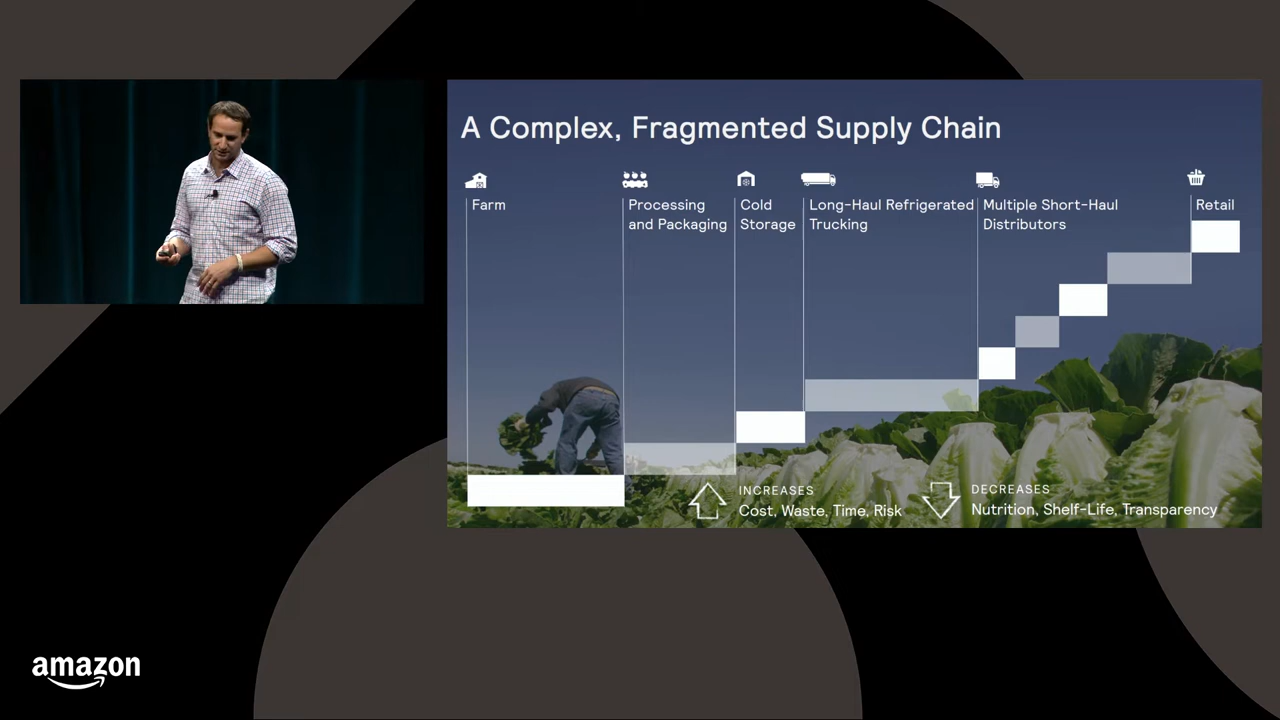 A Complex, Fragmented Supply Chain
Farm
Processing
and Packaging
Cold
Storage
Long-Haul Refrigerated
Trucking
Multiple Short-Haul
Distributors
Retail
INCREASES
Cost, Waste, Time, Risk
DECREASES
Nutrition, Shelf-Life, Transparency
amazon